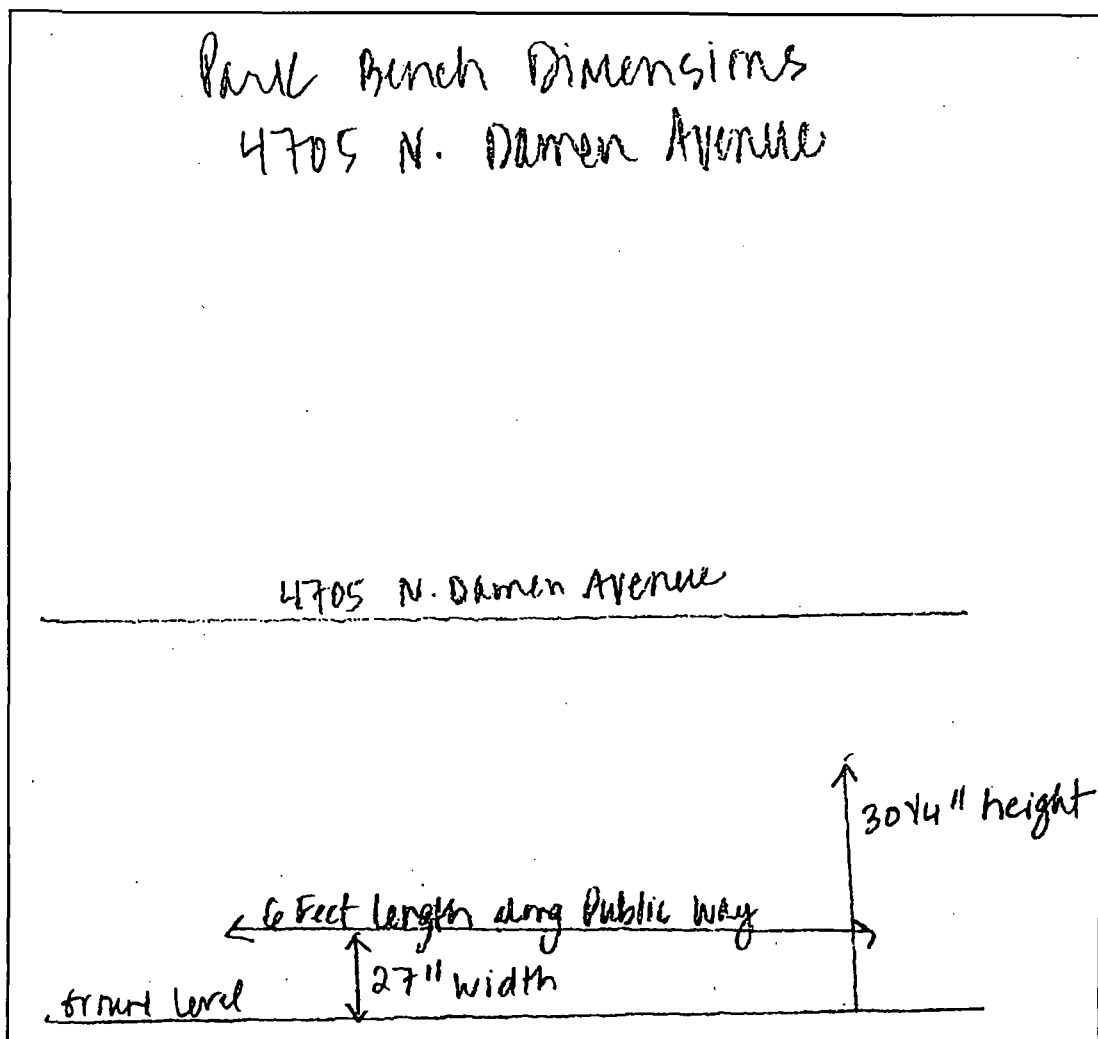 Park Bench Dimensions
4705 N. Damen Avenue
4705 N. Damen Avenue
30 1/4" height
6 Feet length along Public Way
27" width
Ground Level